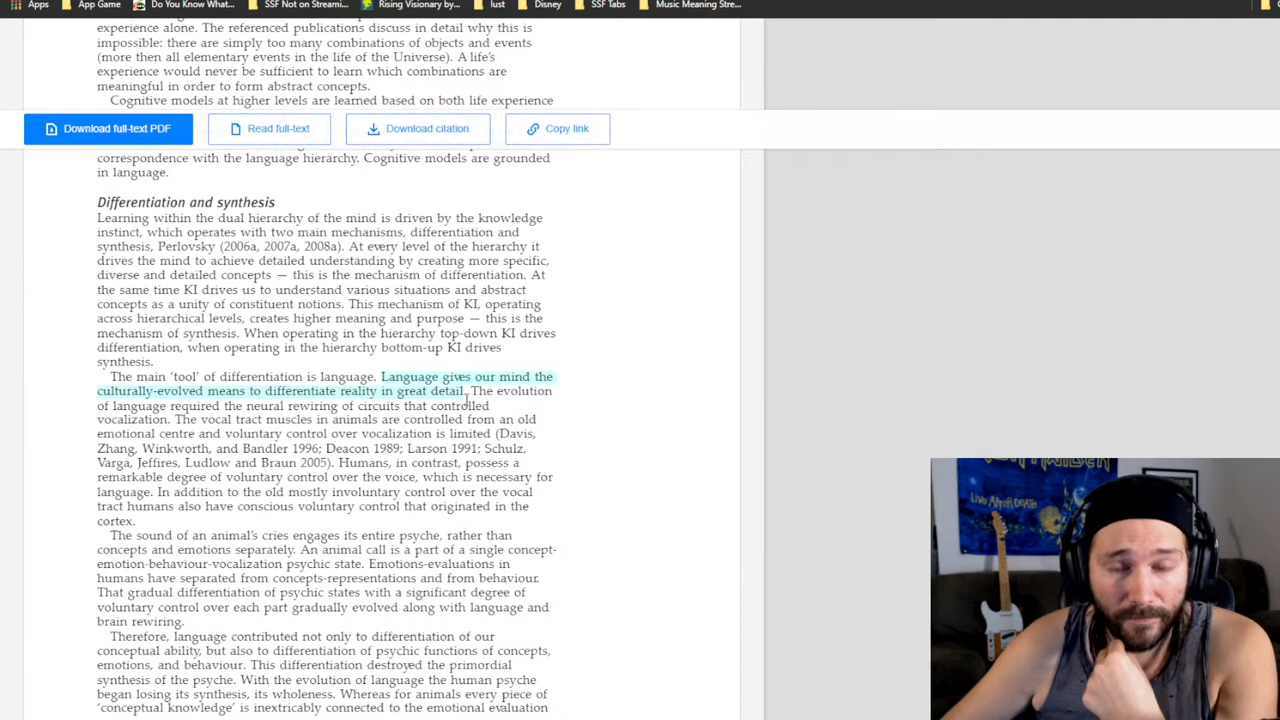 Apps App Game Do You Know What... SSF Not on Streami... Rising Visionary by... lust Disney SSF Tabs Music Meaning Stre...
experience alone. The referenced publications discuss in detail why this is
impossible: there are simply too many combinations of objects and events
(more then all elementary events in the life of the Universe). A life's
experience would never be sufficient to learn which combinations are
meaningful in order to form abstract concepts.
Cognitive models at higher levels are learned based on both life experience
Download full-text PDF Read full-text Download citation Copy link
correspondence with the language hierarchy. Cognitive models are grounded
in language.
Differentiation and synthesis
Learning within the dual hierarchy of the mind is driven by the knowledge
instinct, which operates with two main mechanisms, differentiation and
synthesis, Perlovsky (2006a, 2007a, 2008a). At every level of the hierarchy it
drives the mind to achieve detailed understanding by creating more specific,
diverse and detailed concepts — this is the mechanism of differentiation. At
the same time KI drives us to understand various situations and abstract
concepts as a unity of constituent notions. This mechanism of KI, operating
across hierarchical levels, creates higher meaning and purpose — this is the
mechanism of synthesis. When operating in the hierarchy top-down KI drives
differentiation, when operating in the hierarchy bottom-up KI drives
synthesis.
The main 'tool' of differentiation is language. Language gives our mind the
culturally-evolved means to differentiate reality in great detail. The evolution
of language required the neural rewiring of circuits that controlled
vocalization. The vocal tract muscles in animals are controlled from an old
emotional centre and voluntary control over vocalization is limited (Davis,
Zhang, Winkworth, and Bandler 1996; Deacon 1989; Larson 1991; Schulz,
Varga, Jeffires, Ludlow and Braun 2005). Humans, in contrast, possess a
remarkable degree of voluntary control over the voice, which is necessary for
language. In addition to the old mostly involuntary control over the vocal
tract humans also have conscious voluntary control that originated in the
cortex.
The sound of an animal's cries engages its entire psyche, rather than
concepts and emotions separately. An animal call is a part of a single concept-
emotion-behaviour-vocalization psychic state. Emotions-evaluations in
humans have separated from concepts-representations and from behaviour.
That gradual differentiation of psychic states with a significant degree of
voluntary control over each part gradually evolved along with language and
brain rewiring.
Therefore, language contributed not only to differentiation of our
conceptual ability, but also to differentiation of psychic functions of concepts,
emotions, and behaviour. This differentiation destroyed the primordial
synthesis of the psyche. With the evolution of language the human psyche
began losing its synthesis, its wholeness. Whereas for animals every piece of
'conceptual knowledge' is inextricably connected to the emotional evaluation
LIVE AFTER DEATH